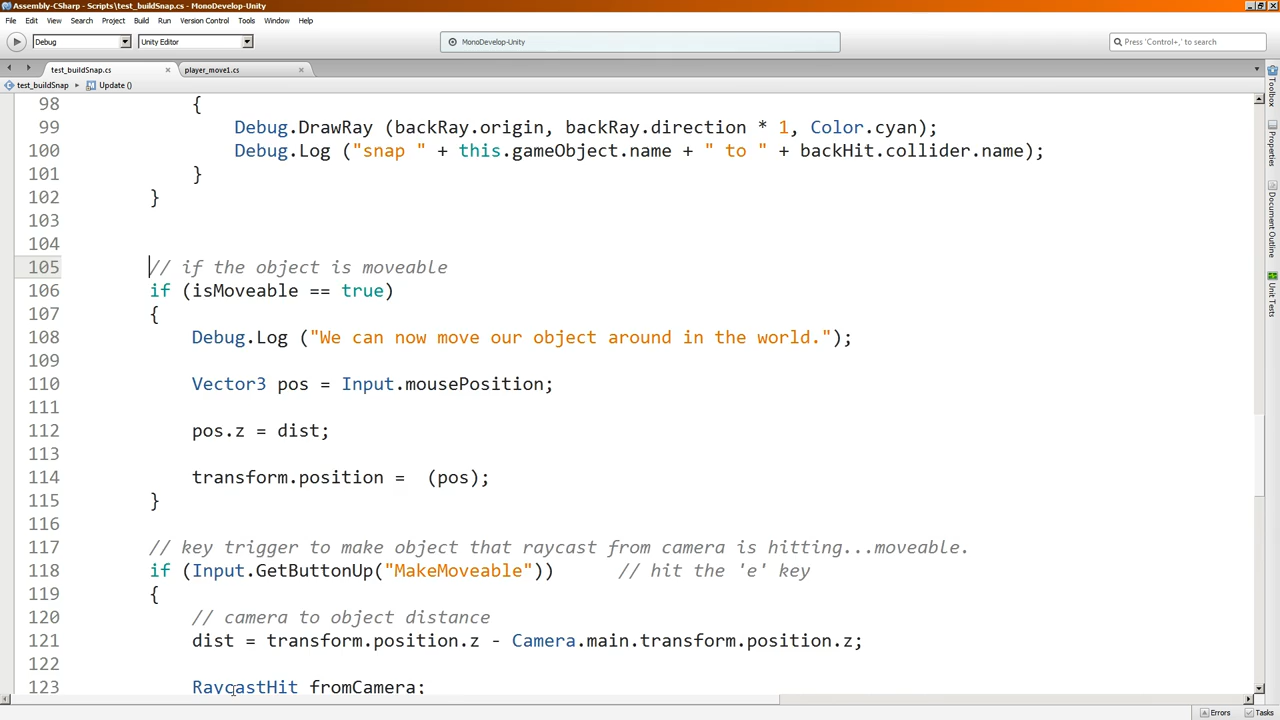 Assembly-CSharp - Scripts\test_buildSnap.cs - MonoDevelop-Unity
File Edit View Search Project Build Run Version Control Tools Window Help
Debug Unity Editor MonoDevelop-Unity Press 'Control+,' to search
test_buildSnap.cs player_move1.cs
test_buildSnap Update ()
98 {
99 Debug.DrawRay (backRay.origin, backRay.direction * 1, Color.cyan);
100 Debug.Log ("snap " + this.gameObject.name + " to " + backHit.collider.name);
101 }
102 }
103
104
105 // if the object is moveable
106 if (isMoveable == true)
107 {
108 Debug.Log ("We can now move our object around in the world.");
109
110 Vector3 pos = Input.mousePosition;
111
112 pos.z = dist;
113
114 transform.position =  (pos);
115 }
116
117 // key trigger to make object that raycast from camera is hitting...moveable.
118 if (Input.GetButtonUp("MakeMoveable")) // hit the 'e' key
119 {
120 // camera to object distance
121 dist = transform.position.z - Camera.main.transform.position.z;
122
123 RaycastHit fromCamera;
Toolbox
Properties
Document Outline
Unit Tests
Errors Tasks